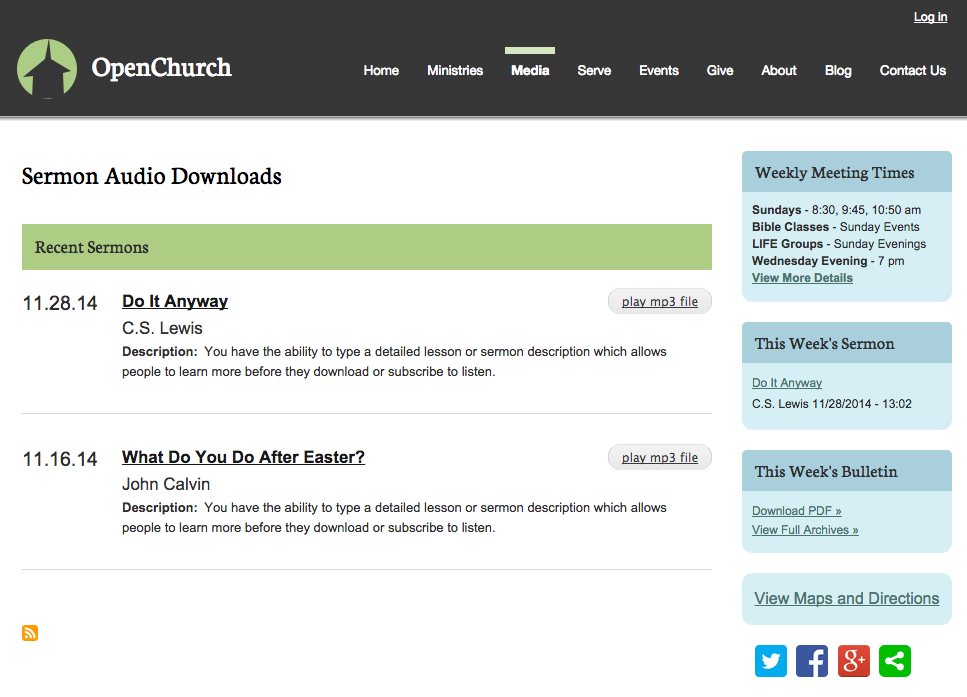 Log in
OpenChurch
Home Ministries Media Serve Events Give About Blog Contact Us
Sermon Audio Downloads
Recent Sermons
11.28.14 Do It Anyway play mp3 file
C.S. Lewis
Description: You have the ability to type a detailed lesson or sermon description which allows
people to learn more before they download or subscribe to listen.
11.16.14 What Do You Do After Easter? play mp3 file
John Calvin
Description: You have the ability to type a detailed lesson or sermon description which allows
people to learn more before they download or subscribe to listen.
Weekly Meeting Times
Sundays - 8:30, 9:45, 10:50 am
Bible Classes - Sunday Events
LIFE Groups - Sunday Evenings
Wednesday Evening - 7 pm
View More Details
This Week's Sermon
Do It Anyway
C.S. Lewis 11/28/2014 - 13:02
This Week's Bulletin
Download PDF »
View Full Archives »
View Maps and Directions